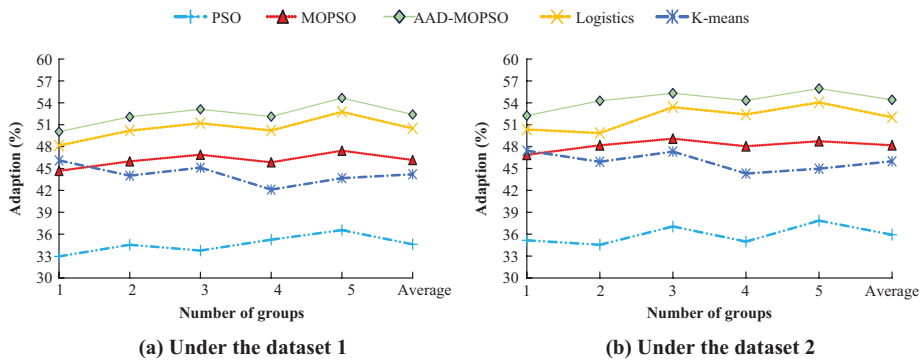 PSO MOPSO AAD-MOPSO Logistics K-means
Adaption (%)
60
57
54
51
48
45
42
39
36
33
30
1 2 3 4 5 Average
Number of groups
(a) Under the dataset 1
Adaption (%)
60
57
54
51
48
45
42
39
36
33
30
1 2 3 4 5 Average
Number of groups
(b) Under the dataset 2